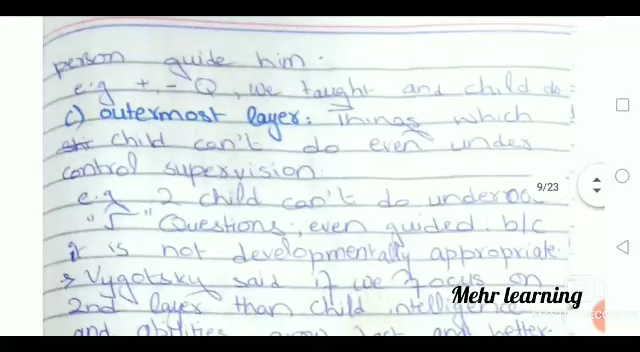 person guide him.
e.g +, - Q, we taught and child do
c) outermost layer: Things which
child can't do even under
control supervision.
e.g 2 child can't do
9/23
"√" Questions, even guided. b/c
it is not developmentally appropriate.
→ Vygotsky said if we focus on
Mehr learning
2nd layer than child intelligence
and abilities grow fast and better.